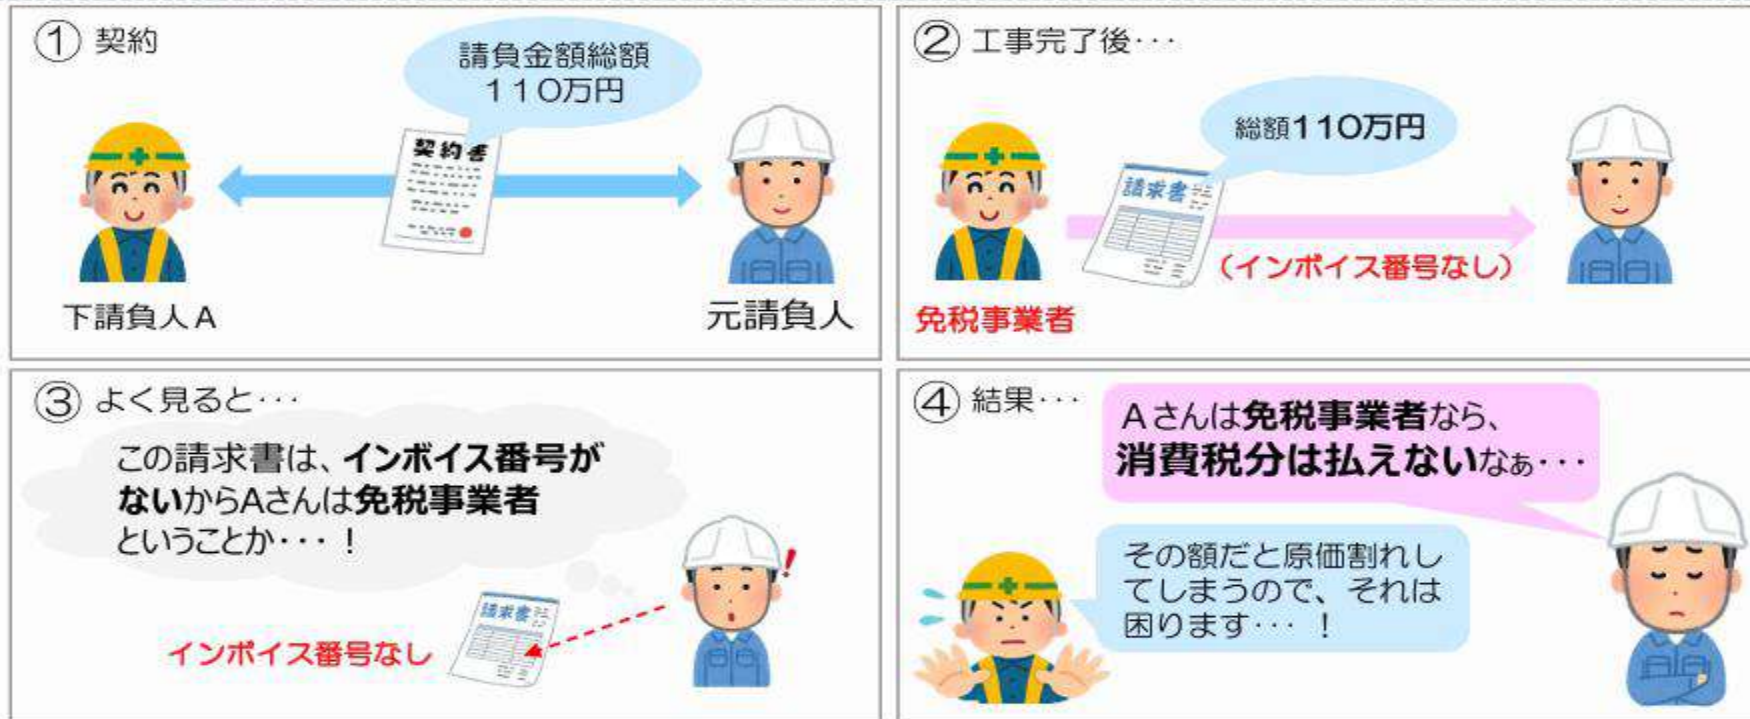 ① 契約
請負金額総額
110万円
契約書
下請負人A
元請負人
② 工事完了後･･･
総額110万円
請求書
（インボイス番号なし）
免税事業者
③ よく見ると･･･
この請求書は、インボイス番号が
ないからAさんは免税事業者
ということか･･･！
請求書
インボイス番号なし
④ 結果･･･
Aさんは免税事業者なら、
消費税分は払えないなぁ･･･
その額だと原価割れし
てしまうので、それは
困ります･･･！